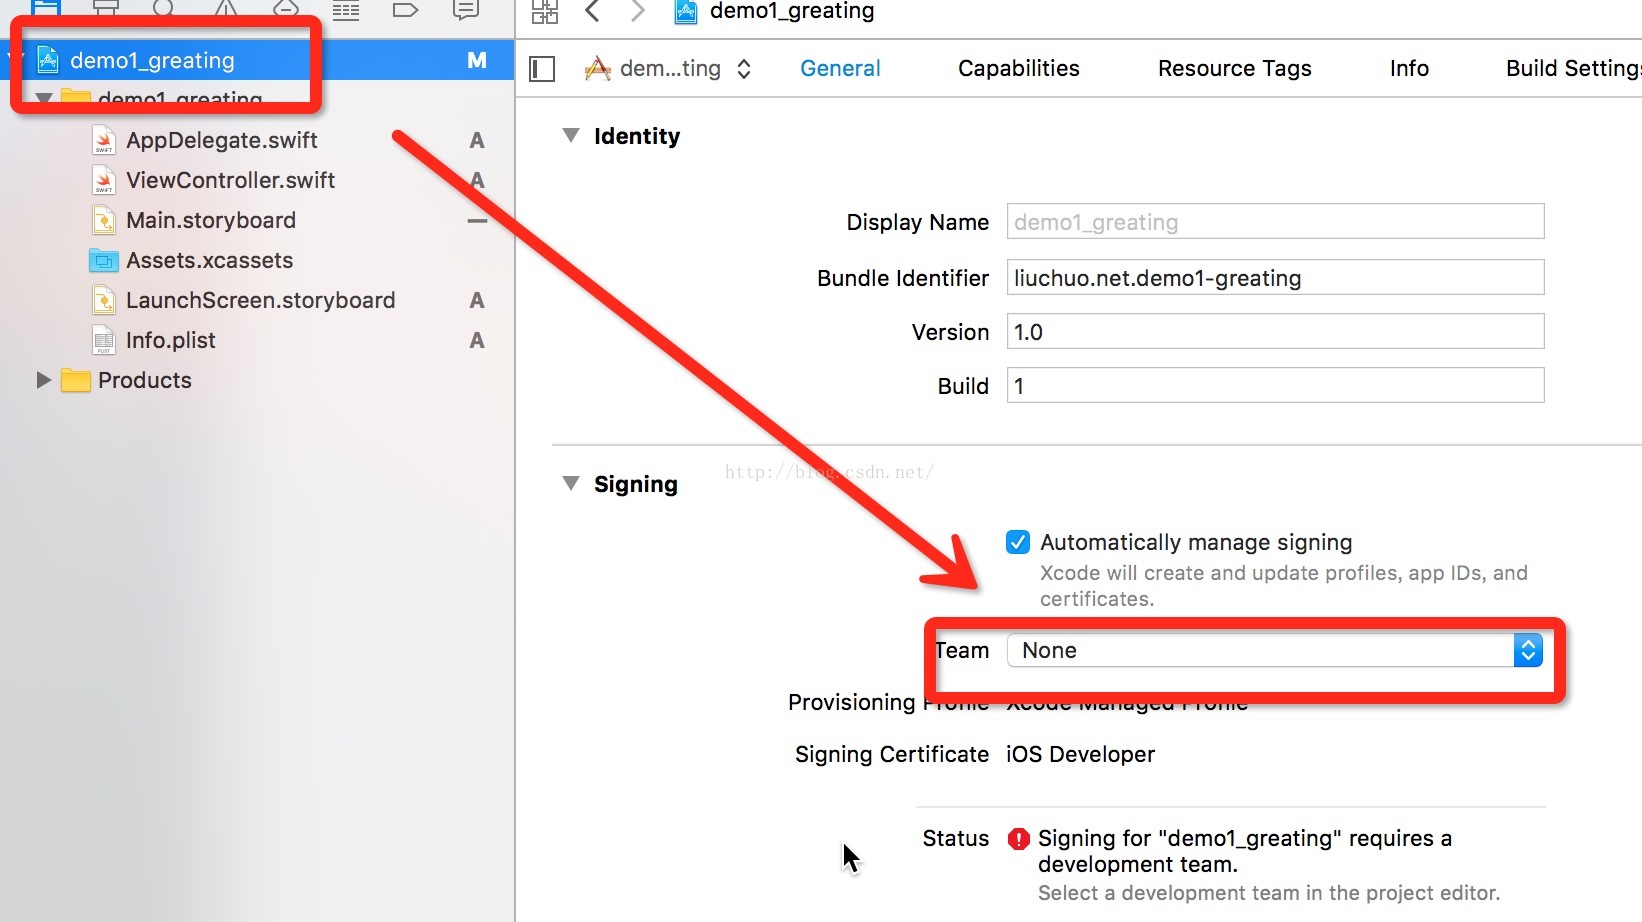 demo1_greating
demo1_greating M
demo1_greating
AppDelegate.swift A
ViewController.swift A
Main.storyboard
Assets.xcassets
LaunchScreen.storyboard A
Info.plist A
Products
dem...ting General Capabilities Resource Tags Info Build Settings
Identity
Display Name demo1_greating
Bundle Identifier liuchuo.net.demo1-greating
Version 1.0
Build 1
http://blog.csdn.net/
Signing
Automatically manage signing
Xcode will create and update profiles, app IDs, and
certificates.
Team None
Provisioning Profile Xcode Managed Profile
Signing Certificate iOS Developer
Status Signing for "demo1_greating" requires a
development team.
Select a development team in the project editor.